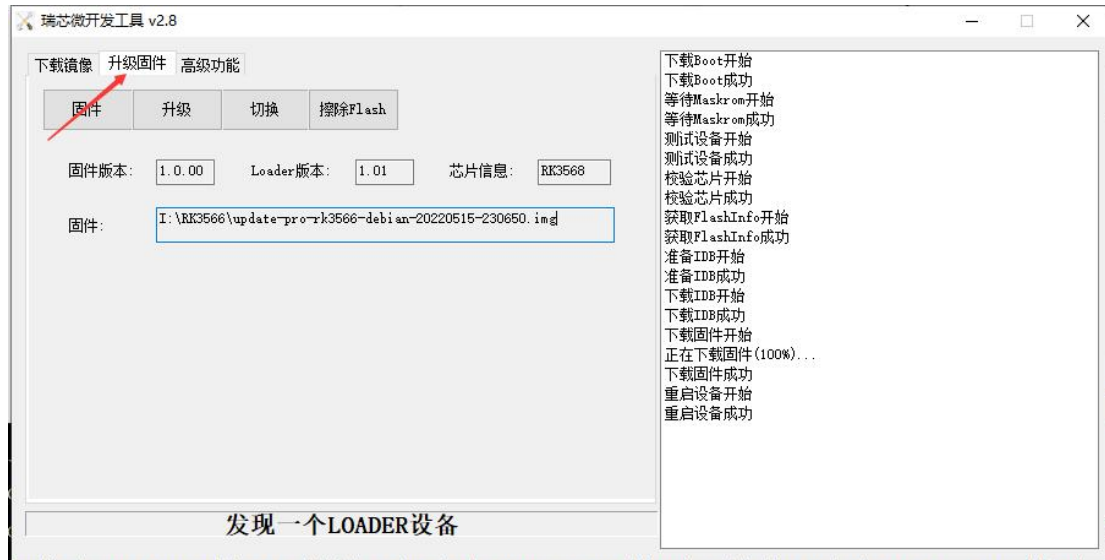 瑞芯微开发工具 v2.8
下载镜像 升级固件 高级功能
固件 升级 切换 擦除Flash
固件版本: 1.0.00 Loader版本: 1.01 芯片信息: RK3568
固件: I:\RK3566\update-pro-rk3566-debian-20220515-230650.img
发现一个LOADER设备
下载Boot开始
下载Boot成功
等待Maskrom开始
等待Maskrom成功
测试设备开始
测试设备成功
校验芯片开始
校验芯片成功
获取FlashInfo开始
获取FlashInfo成功
准备IDB开始
准备IDB成功
下载IDB开始
下载IDB成功
下载固件开始
正在下载固件(100%)...
下载固件成功
重启设备开始
重启设备成功